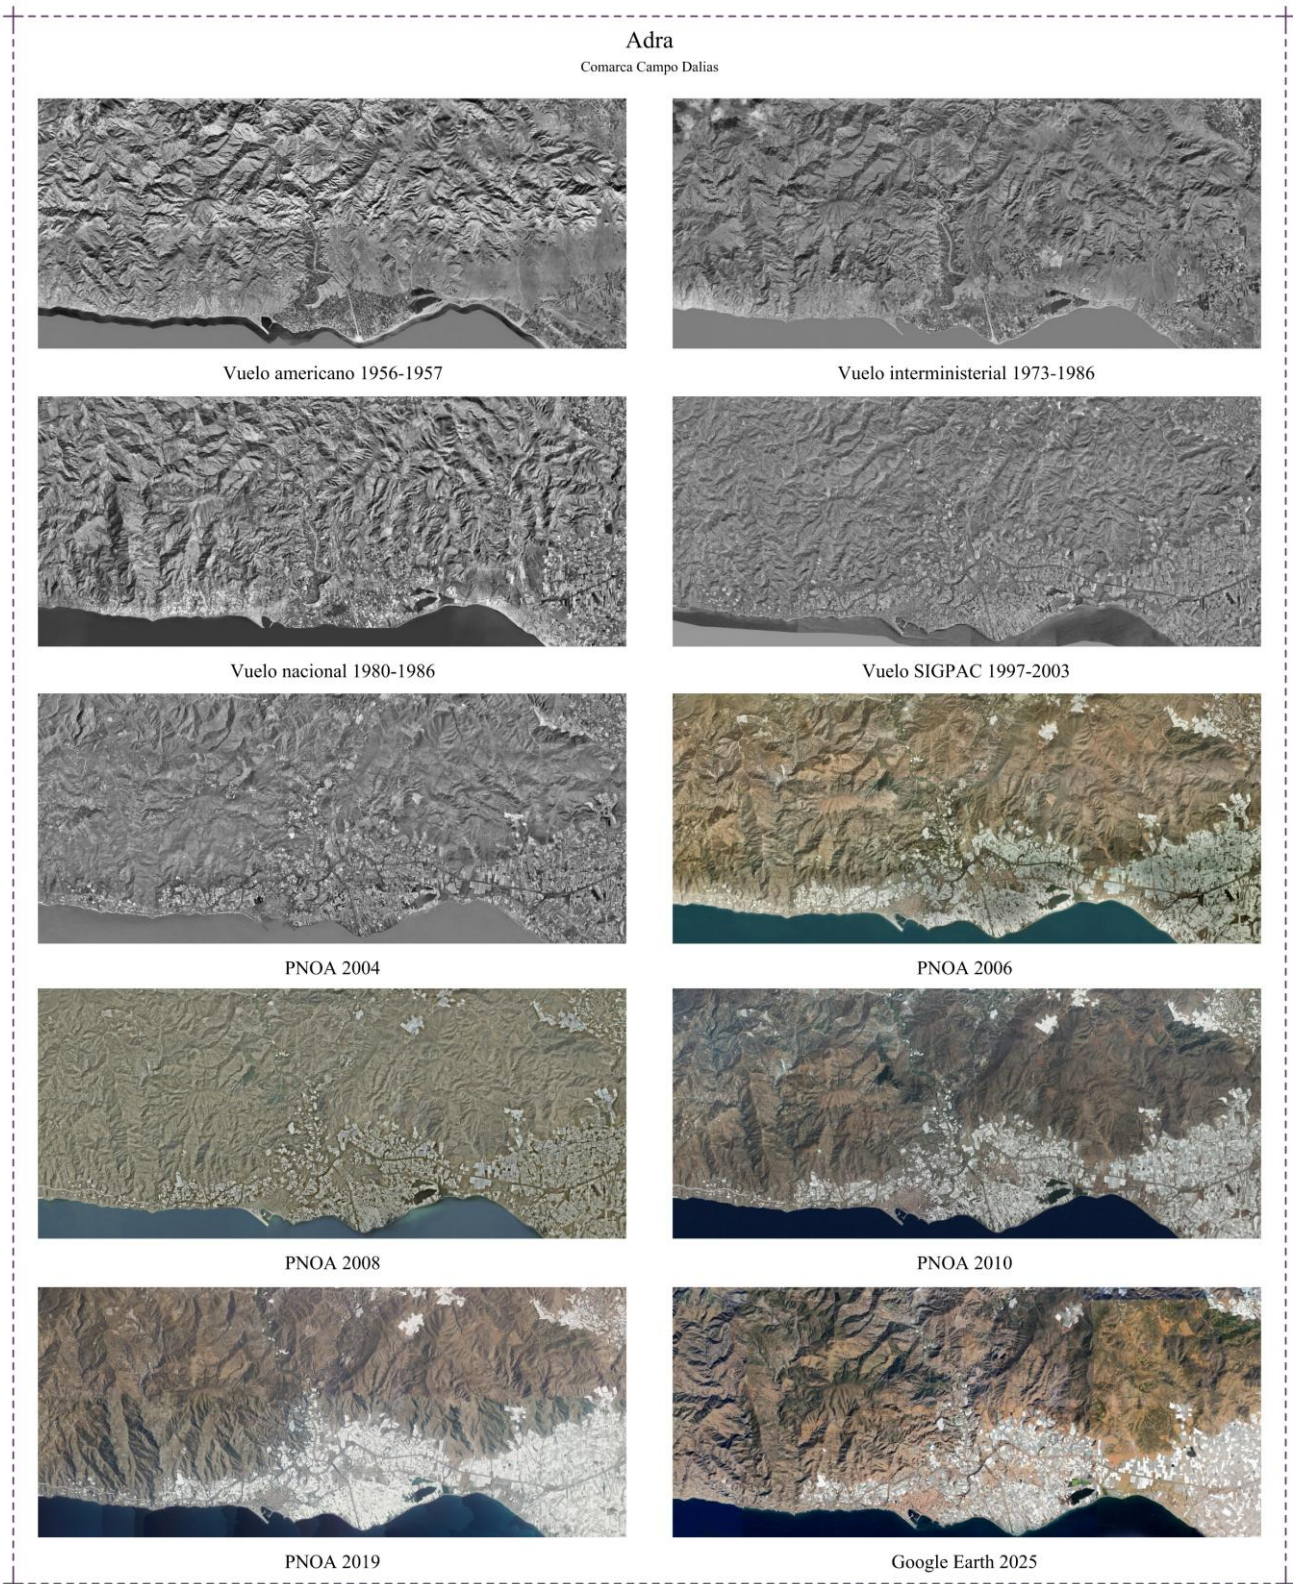 Adra
Comarca Campo Dalias
Vuelo americano 1956-1957
Vuelo interministerial 1973-1986
Vuelo nacional 1980-1986
Vuelo SIGPAC 1997-2003
PNOA 2004
PNOA 2006
PNOA 2008
PNOA 2010
PNOA 2019
Google Earth 2025